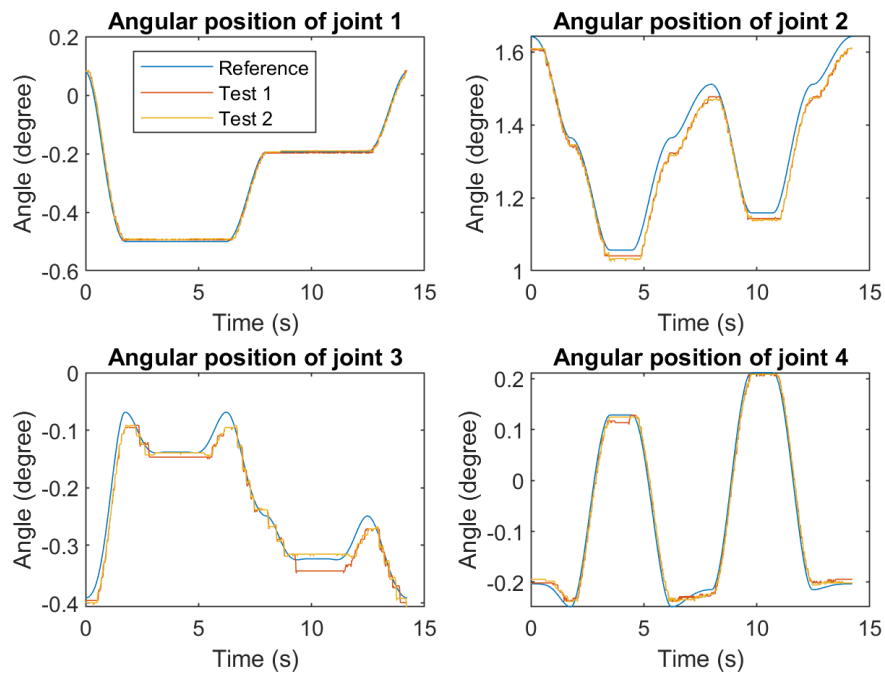 Angular position of joint 1
0.2
0
-0.2
-0.4
-0.6
Angle (degree)
0
5
10
15
Time (s)
Reference
Test 1
Test 2
Angular position of joint 2
1.6
1.4
1.2
1
Angle (degree)
0
5
10
15
Time (s)
Angular position of joint 3
0
-0.1
-0.2
-0.3
-0.4
Angle (degree)
0
5
10
15
Time (s)
Angular position of joint 4
0.2
0.1
0
-0.1
-0.2
Angle (degree)
0
5
10
15
Time (s)